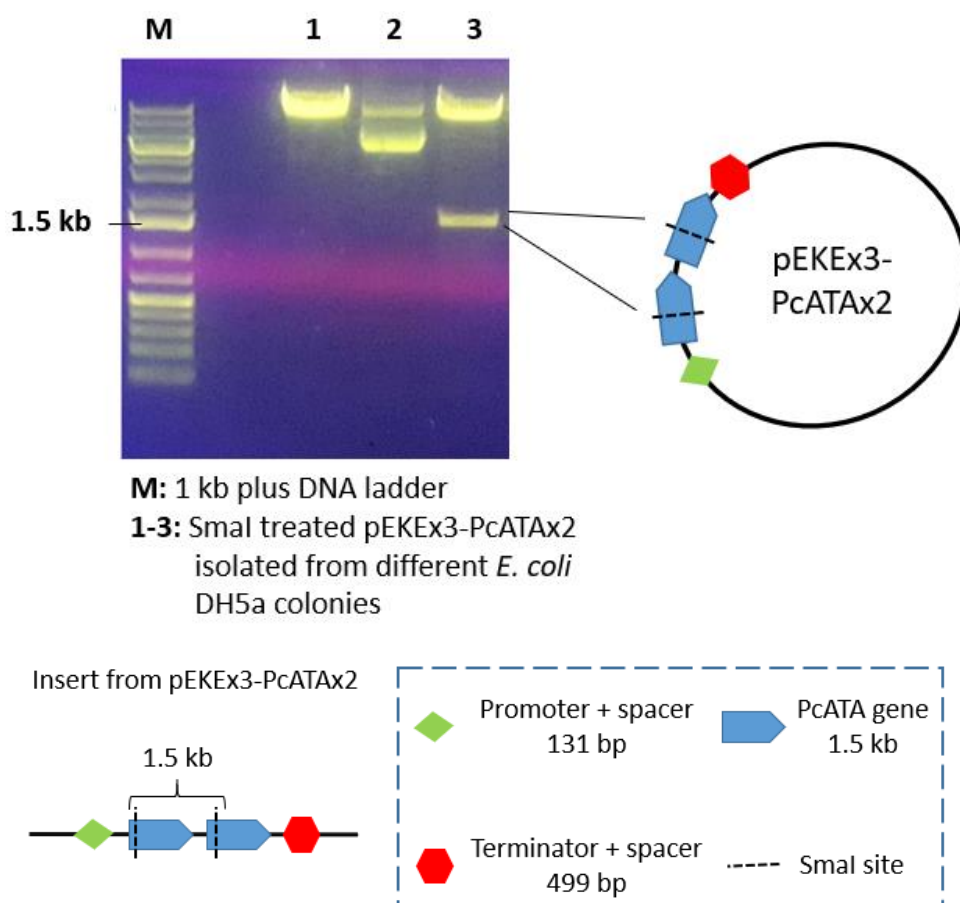 M 1 2 3
1.5 kb
pEKEx3-
PcATAx2
M: 1 kb plus DNA ladder
1-3: SmaI treated pEKEx3-PcATAx2
isolated from different E. coli
DH5a colonies
Insert from pEKEx3-PcATAx2
1.5 kb
Promoter + spacer
131 bp
PcATA gene
1.5 kb
Terminator + spacer
499 bp
SmaI site